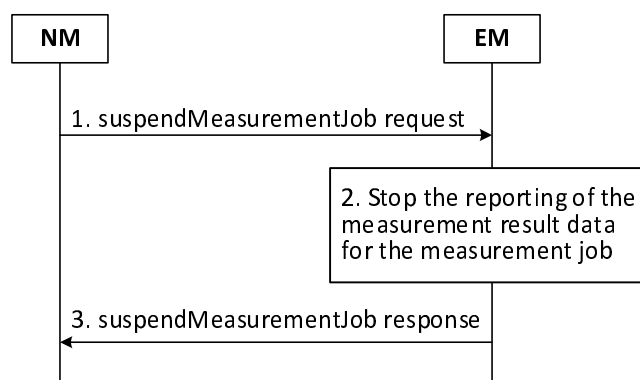 NM
EM
1. suspendMeasurementJob request
2. Stop the reporting of the
measurement result data
for the measurement job
3. suspendMeasurementJob response